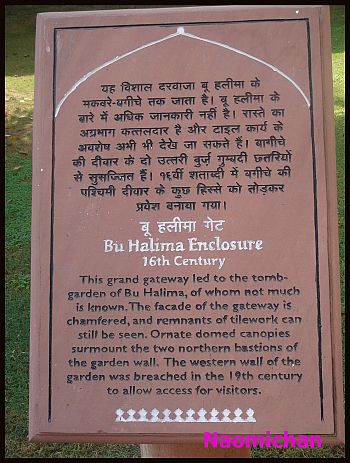 यह विशाल दरवाजा बू हलीमा के
मकबरे-बगीचे तक जाता है। बू हलीमा के
बारे में अधिक जानकारी नहीं है। रास्ते का
अग्रभाग कत्तलदार है और टाइल कार्य के
अवशेष अभी भी देखे जा सकते हैं। बागीचे
की दीवार के दो उत्तरी बुर्ज़ गुम्बदी छतरियों
से सुसज्जित हैं। १९वीं शताब्दी में बगीचे की
पश्चिमी दीवार के कुछ हिस्से को तोड़कर
प्रवेश बनाया गया।
बू हलीमा गेट
Bu Halima Enclosure
16th Century
This grand gateway led to the tomb-
garden of Bu Halima, of whom not much
is known. The facade of the gateway is
chamfered, and remnants of tilework can
still be seen. Ornate domed canopies
surmount the two northern bastions of
the garden wall. The western wall of the
garden was breached in the 19th century
to allow access for visitors.
Naomichan